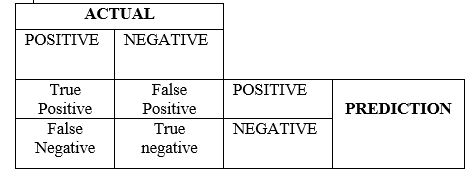 ACTUAL
POSITIVE NEGATIVE
True Positive False Positive POSITIVE PREDICTION
False Negative True negative NEGATIVE